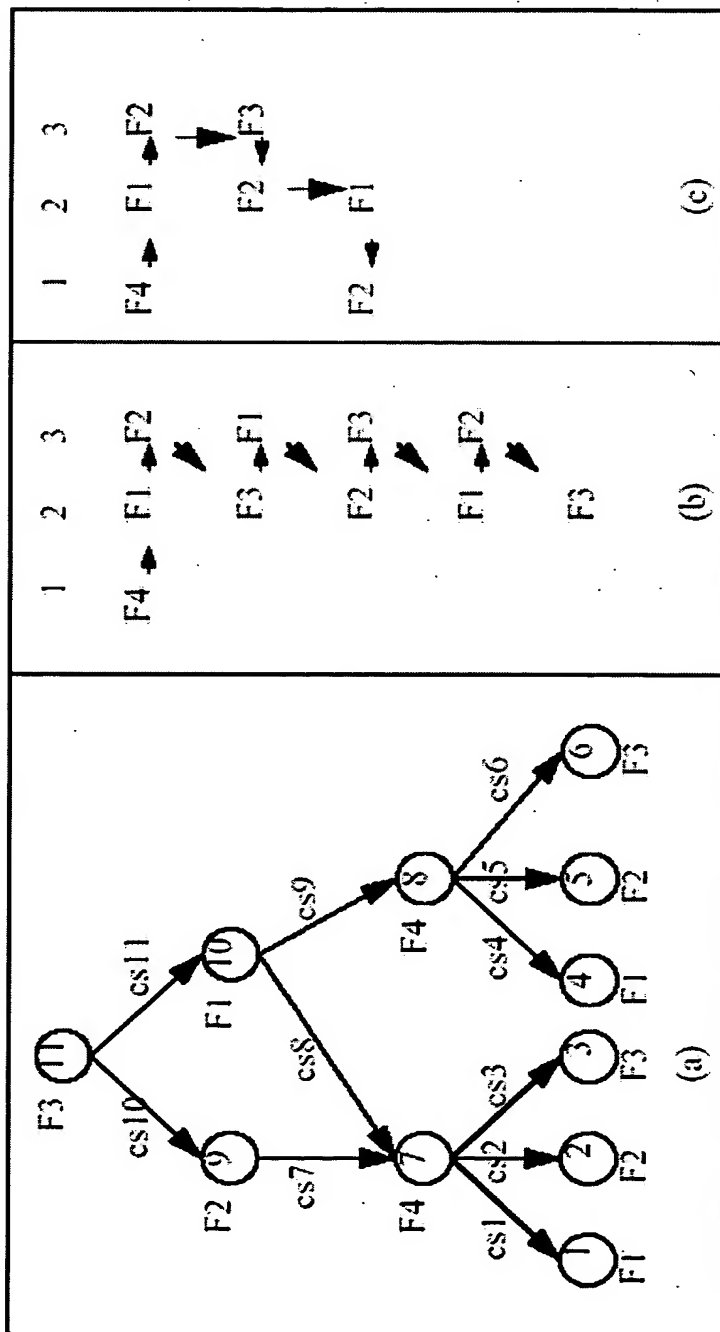 F3
11
cs10 cs11
F2 9 F1 10
cs7 cs8 cs9
F4 7 F4 8
cs1 cs2 cs3 cs4 cs5 cs6
1 2 3 4 5 6
F1 F2 F3 F1 F2 F3
(a)
1 2 3
F4 F1 F2
F3 F1
F2 F3
F1 F2
F3
(b)
1 2 3
F4 F1 F2
F2 F3
F2 F1
(c)